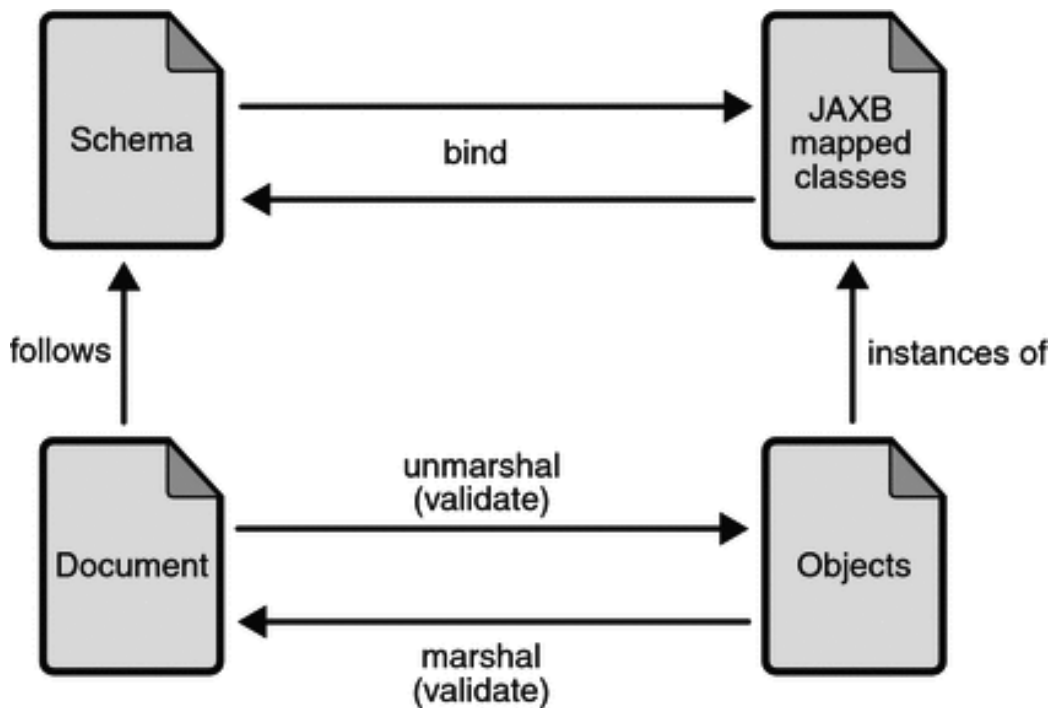 Schema
bind
JAXB
mapped
classes
follows
instances of
Document
unmarshal
(validate)
Objects
marshal
(validate)